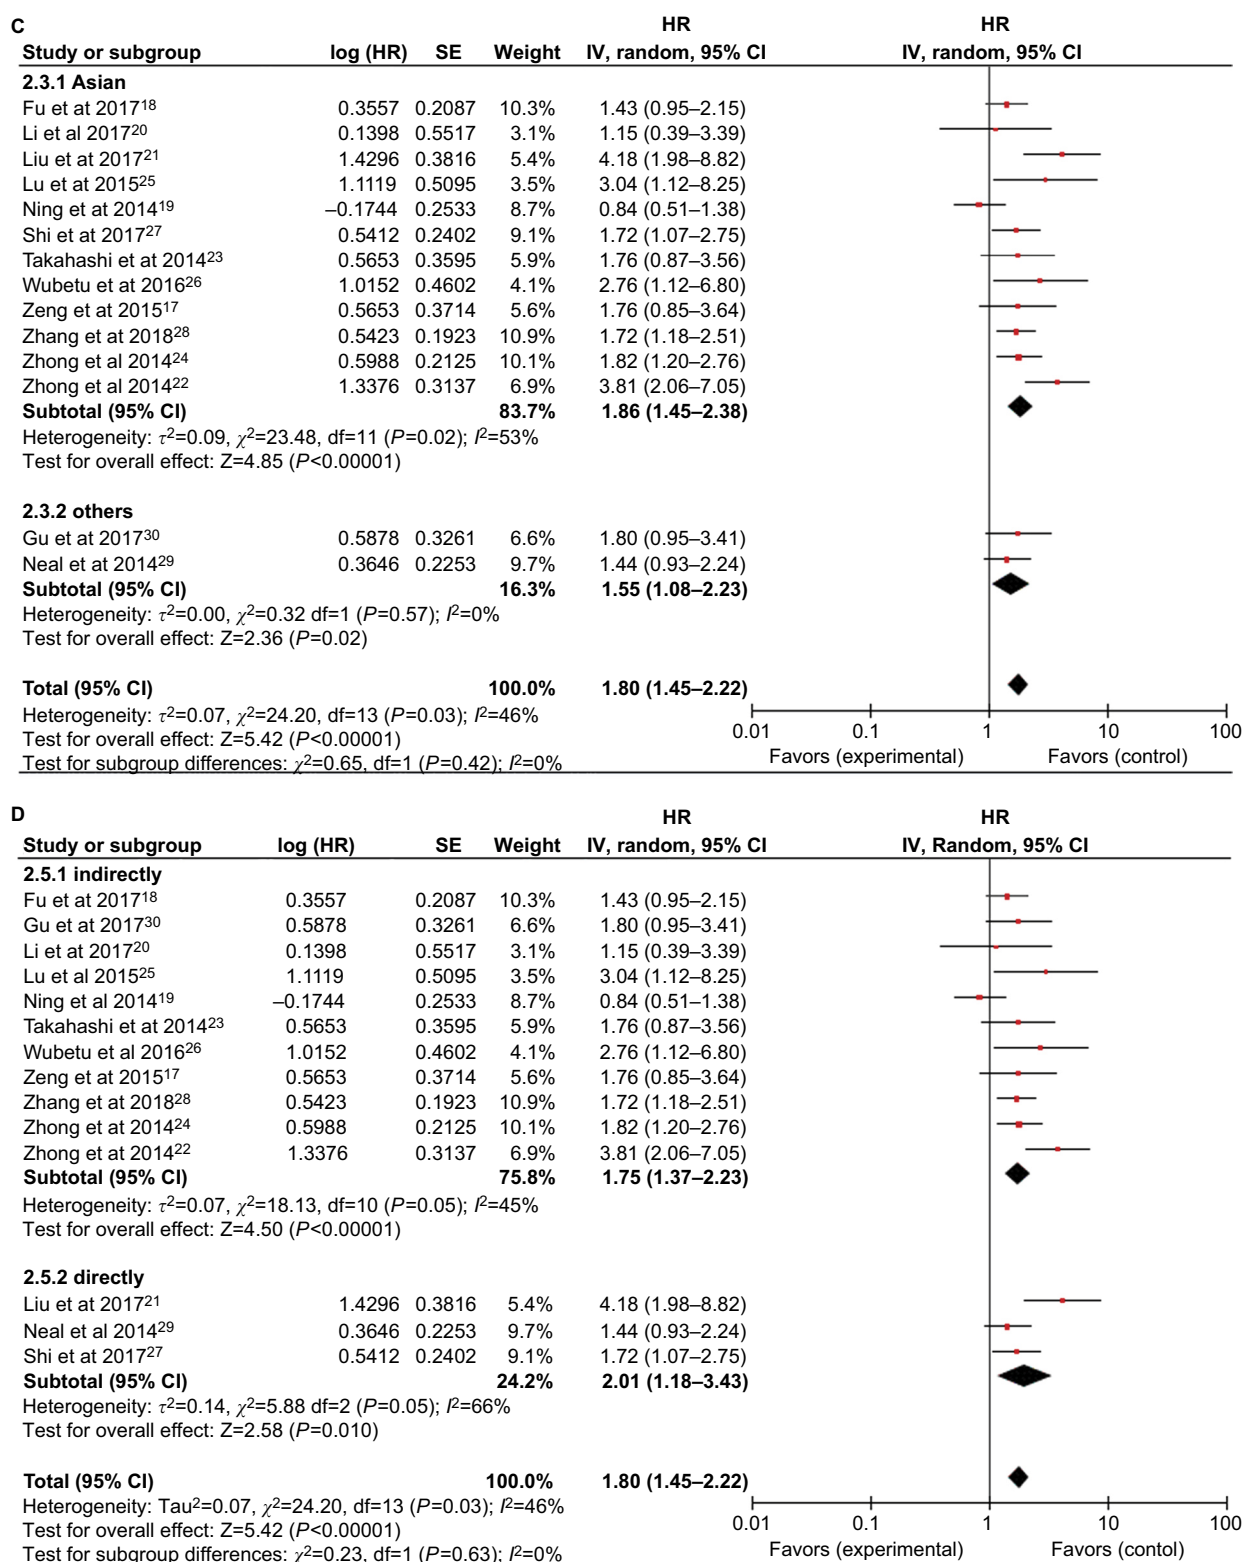 C
HR HR
Study or subgroup log (HR) SE Weight IV, random, 95% CI IV, random, 95% CI
2.3.1 Asian
Fu et at 2017¹⁸ 0.3557 0.2087 10.3% 1.43 (0.95–2.15)
Li et al 2017²⁰ 0.1398 0.5517 3.1% 1.15 (0.39–3.39)
Liu et at 2017²¹ 1.4296 0.3816 5.4% 4.18 (1.98–8.82)
Lu et at 2015²⁵ 1.1119 0.5095 3.5% 3.04 (1.12–8.25)
Ning et at 2014¹⁹ –0.1744 0.2533 8.7% 0.84 (0.51–1.38)
Shi et at 2017²⁷ 0.5412 0.2402 9.1% 1.72 (1.07–2.75)
Takahashi et at 2014²³ 0.5653 0.3595 5.9% 1.76 (0.87–3.56)
Wubetu et at 2016²⁶ 1.0152 0.4602 4.1% 2.76 (1.12–6.80)
Zeng et at 2015¹⁷ 0.5653 0.3714 5.6% 1.76 (0.85–3.64)
Zhang et at 2018²⁸ 0.5423 0.1923 10.9% 1.72 (1.18–2.51)
Zhong et al 2014²⁴ 0.5988 0.2125 10.1% 1.82 (1.20–2.76)
Zhong et al 2014²² 1.3376 0.3137 6.9% 3.81 (2.06–7.05)
Subtotal (95% CI) 83.7% 1.86 (1.45–2.38)
Heterogeneity: τ²=0.09, χ²=23.48, df=11 (P=0.02); I²=53%
Test for overall effect: Z=4.85 (P<0.00001)
2.3.2 others
Gu et at 2017³⁰ 0.5878 0.3261 6.6% 1.80 (0.95–3.41)
Neal et at 2014²⁹ 0.3646 0.2253 9.7% 1.44 (0.93–2.24)
Subtotal (95% CI) 16.3% 1.55 (1.08–2.23)
Heterogeneity: τ²=0.00, χ²=0.32 df=1 (P=0.57); I²=0%
Test for overall effect: Z=2.36 (P=0.02)
Total (95% CI) 100.0% 1.80 (1.45–2.22)
Heterogeneity: τ²=0.07, χ²=24.20, df=13 (P=0.03); I²=46%
Test for overall effect: Z=5.42 (P<0.00001)
Test for subgroup differences: χ²=0.65, df=1 (P=0.42); I²=0%
0.01 0.1 1 10 100
Favors (experimental) Favors (control)
D
HR HR
Study or subgroup log (HR) SE Weight IV, random, 95% CI IV, Random, 95% CI
2.5.1 indirectly
Fu et at 2017¹⁸ 0.3557 0.2087 10.3% 1.43 (0.95–2.15)
Gu et at 2017³⁰ 0.5878 0.3261 6.6% 1.80 (0.95–3.41)
Li et at 2017²⁰ 0.1398 0.5517 3.1% 1.15 (0.39–3.39)
Lu et al 2015²⁵ 1.1119 0.5095 3.5% 3.04 (1.12–8.25)
Ning et al 2014¹⁹ –0.1744 0.2533 8.7% 0.84 (0.51–1.38)
Takahashi et at 2014²³ 0.5653 0.3595 5.9% 1.76 (0.87–3.56)
Wubetu et al 2016²⁶ 1.0152 0.4602 4.1% 2.76 (1.12–6.80)
Zeng et at 2015¹⁷ 0.5653 0.3714 5.6% 1.76 (0.85–3.64)
Zhang et at 2018²⁸ 0.5423 0.1923 10.9% 1.72 (1.18–2.51)
Zhong et at 2014²⁴ 0.5988 0.2125 10.1% 1.82 (1.20–2.76)
Zhong et at 2014²² 1.3376 0.3137 6.9% 3.81 (2.06–7.05)
Subtotal (95% CI) 75.8% 1.75 (1.37–2.23)
Heterogeneity: τ²=0.07, χ²=18.13, df=10 (P=0.05); I²=45%
Test for overall effect: Z=4.50 (P<0.00001)
2.5.2 directly
Liu et at 2017²¹ 1.4296 0.3816 5.4% 4.18 (1.98–8.82)
Neal et al 2014²⁹ 0.3646 0.2253 9.7% 1.44 (0.93–2.24)
Shi et at 2017²⁷ 0.5412 0.2402 9.1% 1.72 (1.07–2.75)
Subtotal (95% CI) 24.2% 2.01 (1.18–3.43)
Heterogeneity: τ²=0.14, χ²=5.88 df=2 (P=0.05); I²=66%
Test for overall effect: Z=2.58 (P=0.010)
Total (95% CI) 100.0% 1.80 (1.45–2.22)
Heterogeneity: Tau²=0.07, χ²=24.20, df=13 (P=0.03); I²=46%
Test for overall effect: Z=5.42 (P<0.00001)
Test for subgroup differences: χ²=0.23, df=1 (P=0.63); I²=0%
0.01 0.1 1 10 100
Favors (experimental) Favors (control)